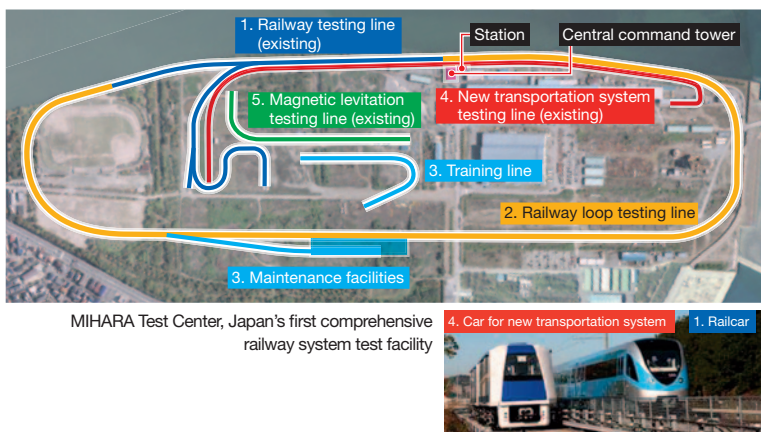 1. Railway testing line
(existing)
Station
Central command tower
5. Magnetic levitation
testing line (existing)
4. New transportation system
testing line (existing)
3. Training line
2. Railway loop testing line
3. Maintenance facilities
MIHARA Test Center, Japan's first comprehensive
railway system test facility
4. Car for new transportation system
1. Railcar